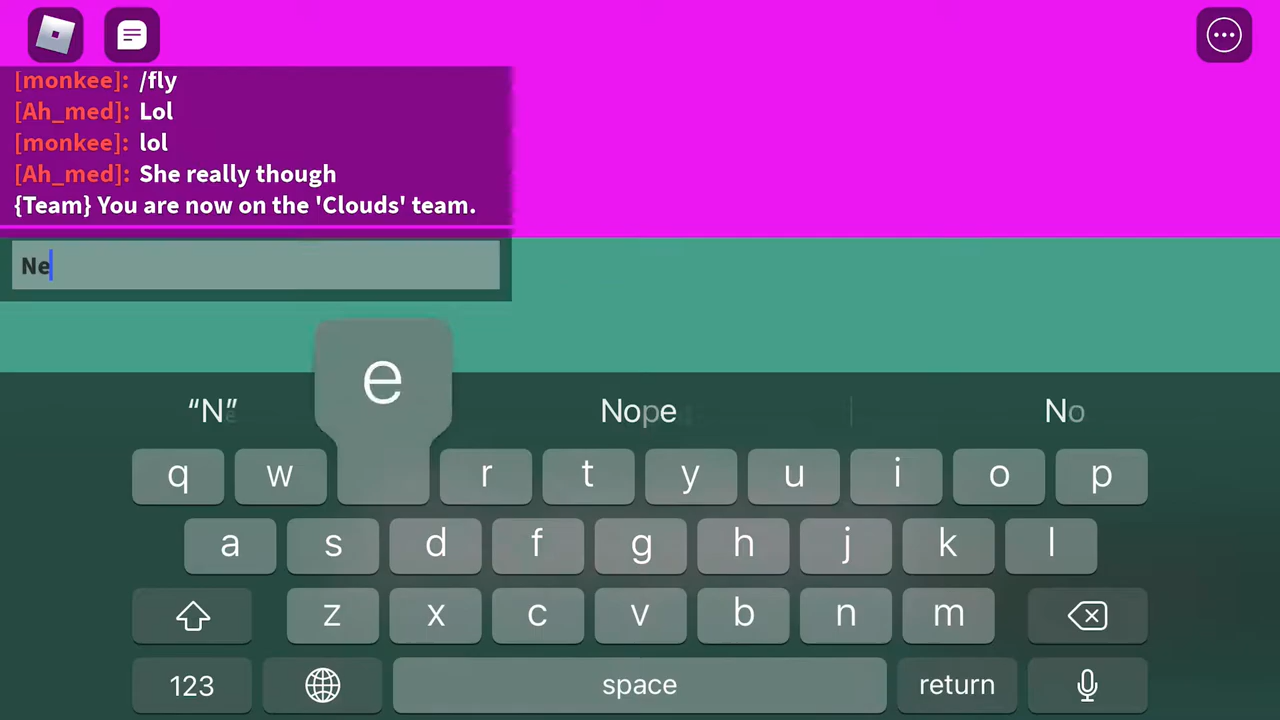 [monkee]: /fly
[Ah_med]: Lol
[monkee]: lol
[Ah_med]: She really though
{Team} You are now on the 'Clouds' team.
Ne
e
“N” Nope No
q w r t y u i o p
a s d f g h j k l
z x c v b n m
123 space return